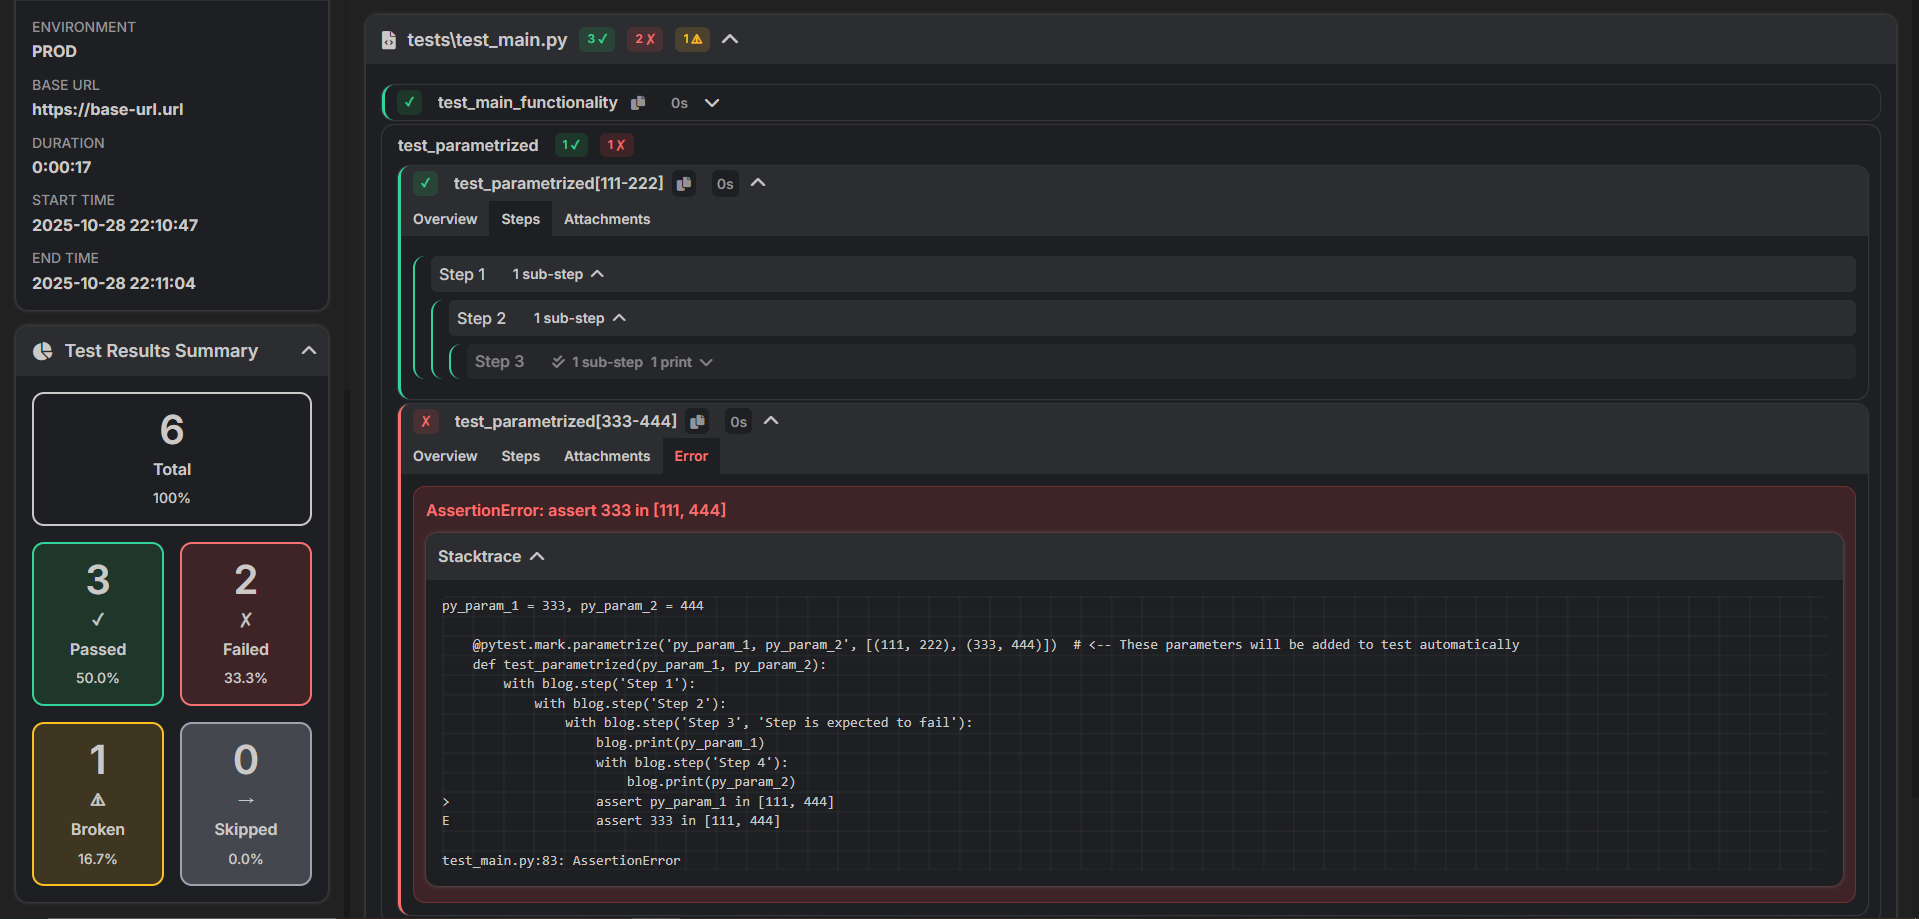 ENVIRONMENT
PROD
BASE URL
https://base-url.url
DURATION
0:00:17
START TIME
2025-10-28 22:10:47
END TIME
2025-10-28 22:11:04
Test Results Summary
6
Total
100%
3
✓
Passed
50.0%
2
✗
Failed
33.3%
1
⚠
Broken
16.7%
0
→
Skipped
0.0%
tests\test_main.py 3✓ 2✗ 1⚠
✓ test_main_functionality 0s
test_parametrized 1✓ 1✗
✓ test_parametrized[111-222] 0s
Overview Steps Attachments
Step 1 1 sub-step
Step 2 1 sub-step
Step 3 1 sub-step 1 print
✗ test_parametrized[333-444] 0s
Overview Steps Attachments Error
AssertionError: assert 333 in [111, 444]
Stacktrace
py_param_1 = 333, py_param_2 = 444
    @pytest.mark.parametrize('py_param_1, py_param_2', [(111, 222), (333, 444)])  # <-- These parameters will be added to test automatically
    def test_parametrized(py_param_1, py_param_2):
        with blog.step('Step 1'):
            with blog.step('Step 2'):
                with blog.step('Step 3', 'Step is expected to fail'):
                    blog.print(py_param_1)
                    with blog.step('Step 4'):
                        blog.print(py_param_2)
>                   assert py_param_1 in [111, 444]
E                   assert 333 in [111, 444]
test_main.py:83: AssertionError